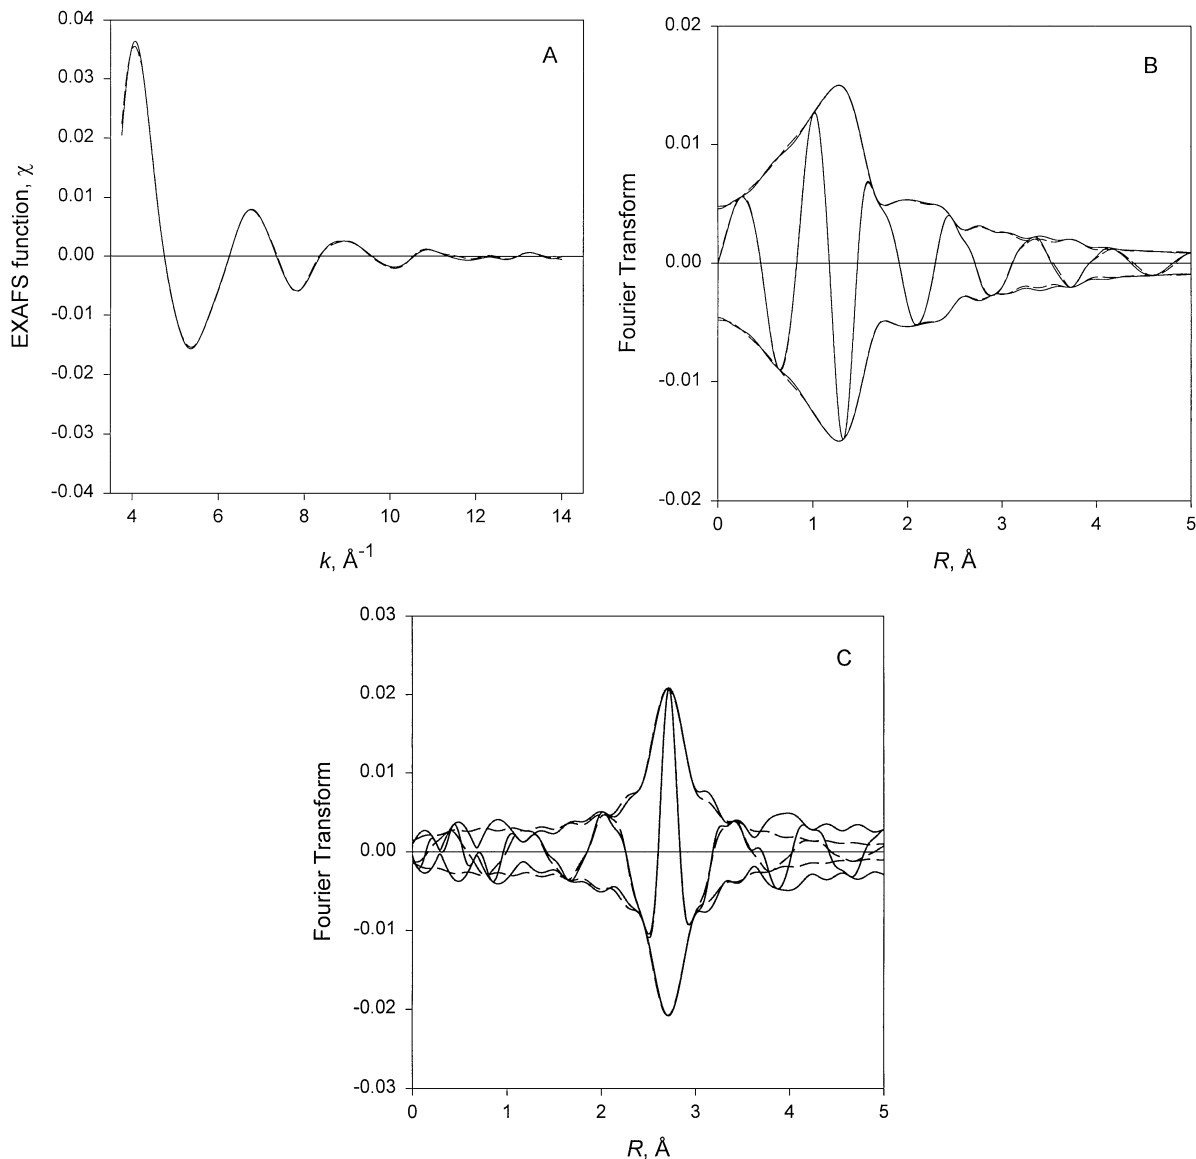 A
0.04
0.03
0.02
0.01
0.00
-0.01
-0.02
-0.03
-0.04
EXAFS function, χ
4 6 8 10 12 14
k, Å-1
B
0.02
0.01
0.00
-0.01
-0.02
Fourier Transform
0 1 2 3 4 5
R, Å
C
0.03
0.02
0.01
0.00
-0.01
-0.02
-0.03
Fourier Transform
0 1 2 3 4 5
R, Å